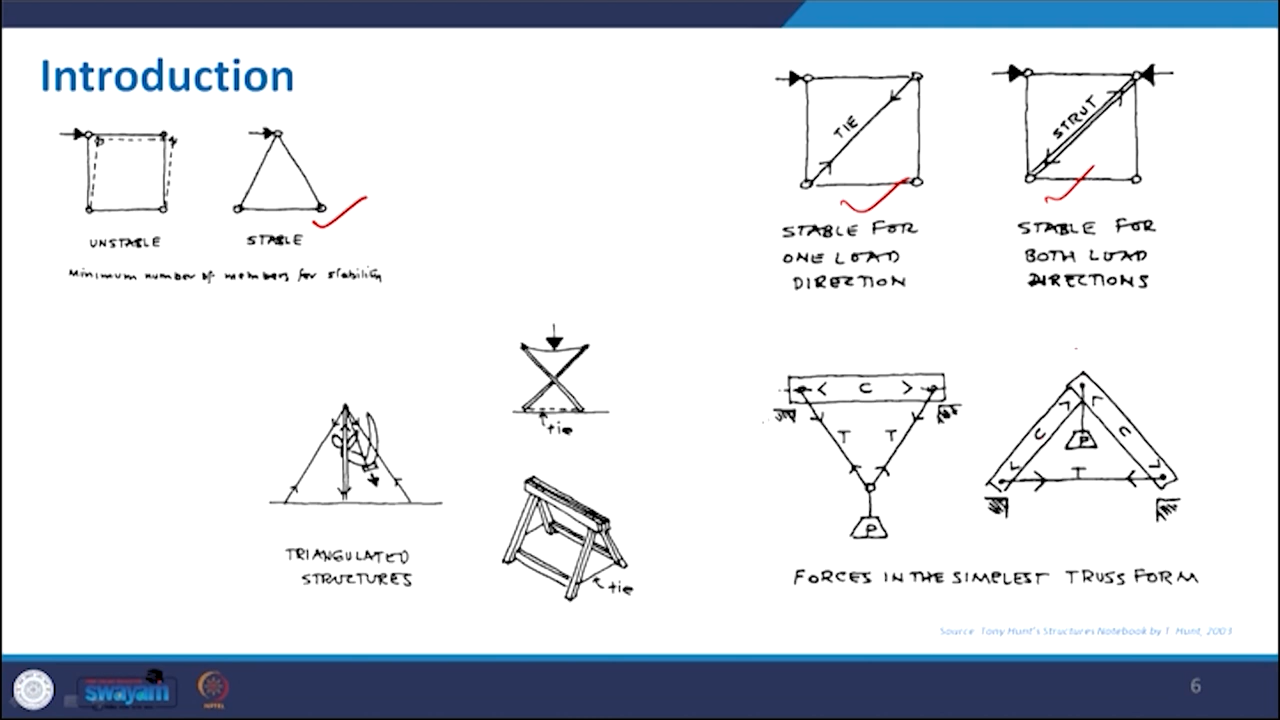 Introduction
UNSTABLE
STABLE
Minimum number of members for stability
TIE
STRUT
STABLE FOR
ONE LOAD
DIRECTION
STABLE FOR
BOTH LOAD
DIRECTIONS
tie
TRIANGULATED
STRUCTURES
tie
C
T T
P
C C
P
T
FORCES IN THE SIMPLEST TRUSS FORM
Source: Tony Hunt's Structures Notebook by T. Hunt, 2003
swayam
6